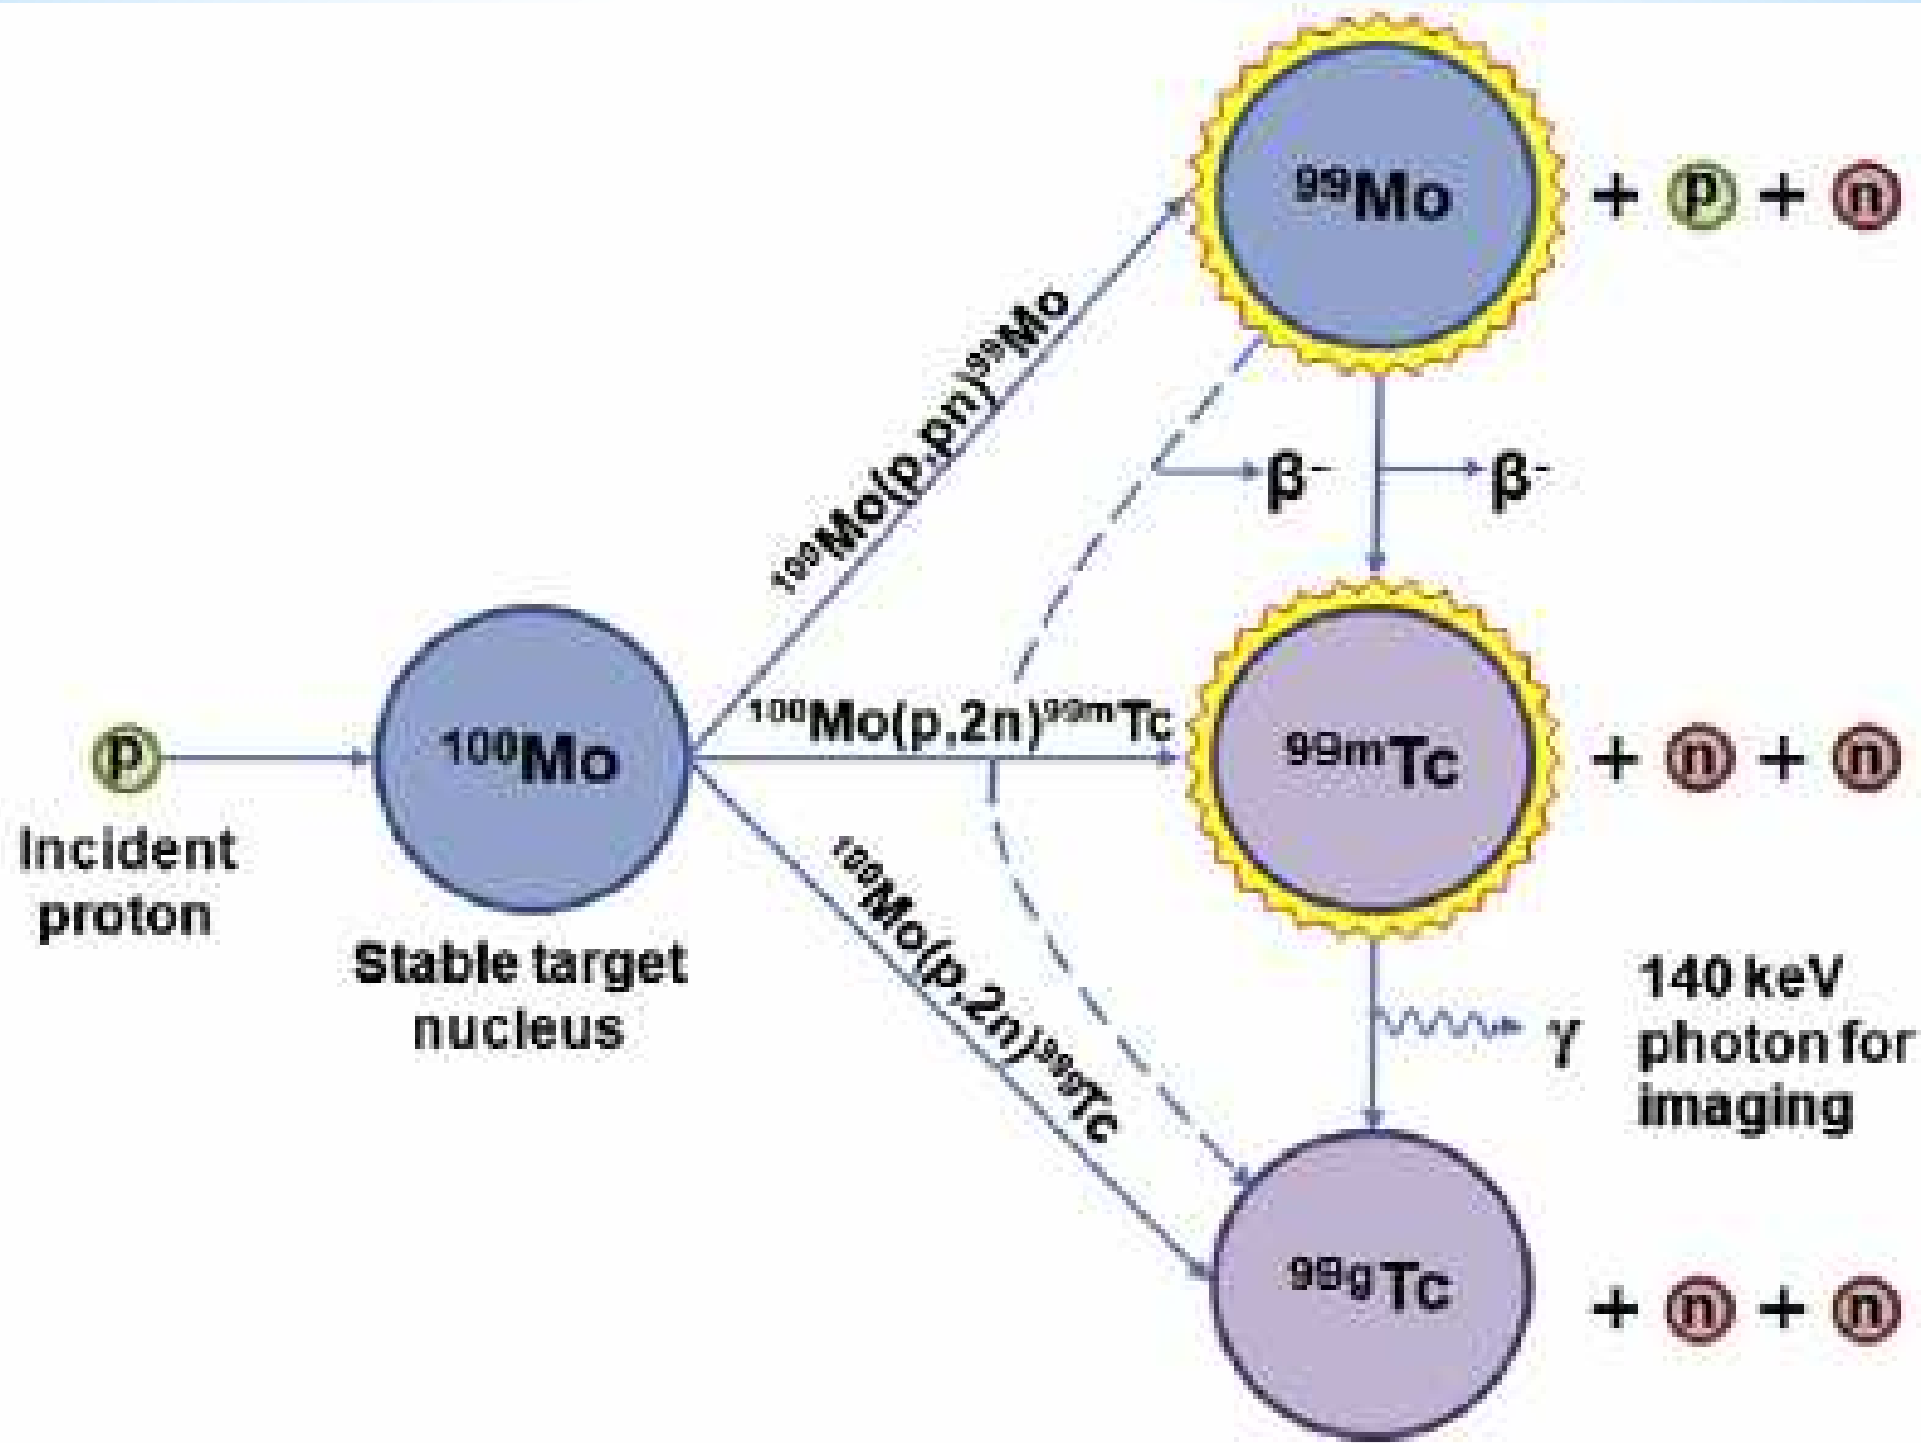 ⁹⁹Mo + p + n
¹⁰⁰Mo(p,pn)⁹⁹Mo
β⁻ β⁻
¹⁰⁰Mo(p,2n)⁹⁹ᵐTc
p
¹⁰⁰Mo
⁹⁹ᵐTc + n + n
Incident
proton
Stable target
nucleus
¹⁰⁰Mo(p,2n)⁹⁹ᵍTc
γ
140 keV
photon for
imaging
⁹⁹ᵍTc + n + n